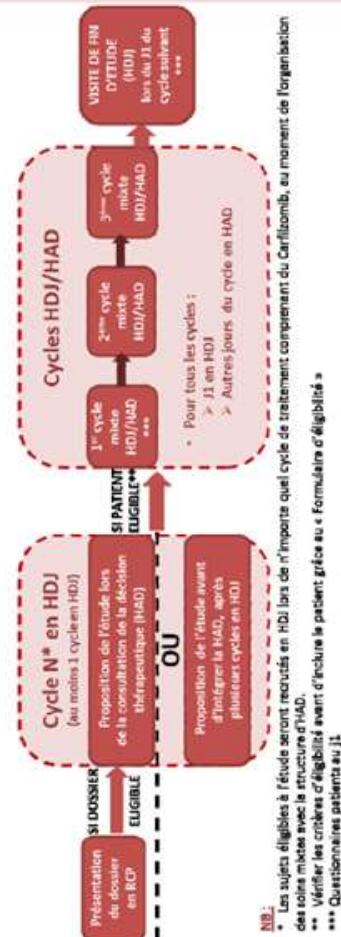 Présentation
du dossier
en RCP
SI DOSSIER
ELIGIBLE
Cycle N* en HDJ
(au moins 1 cycle en HDJ)
Proposition de l'étude lors
de la consultation de la décision
thérapeutique (HAD)
OU
Proposition de l'étude avant
d'intégrer la HAD, après
plusieurs cycles en HDJ
SI PATIENT
ELIGIBLE**
Cycles HDJ/HAD
1er cycle
mixte
HDJ/HAD
***
2ème cycle
mixte
HDJ/HAD
3ème cycle
mixte
HDJ/HAD
• Pour tous les cycles :
➢ J1 en HDJ
➢ Autres jours du cycle en HAD
VISITE DE FIN
D'ETUDE
(HDJ)
lors du J1 du
cycle suivant
***
NB :
* Les sujets éligibles à l'étude seront recrutés en HDJ lors de n'importe quel cycle de traitement comprenant du Carfilzomib, au moment de l'organisation
des soins mixtes avec la structure d'HAD.
** Vérifier les critères d'éligibilité avant d'inclure le patient grâce au « Formulaire d'éligibilité »
*** Questionnaires patients au J1